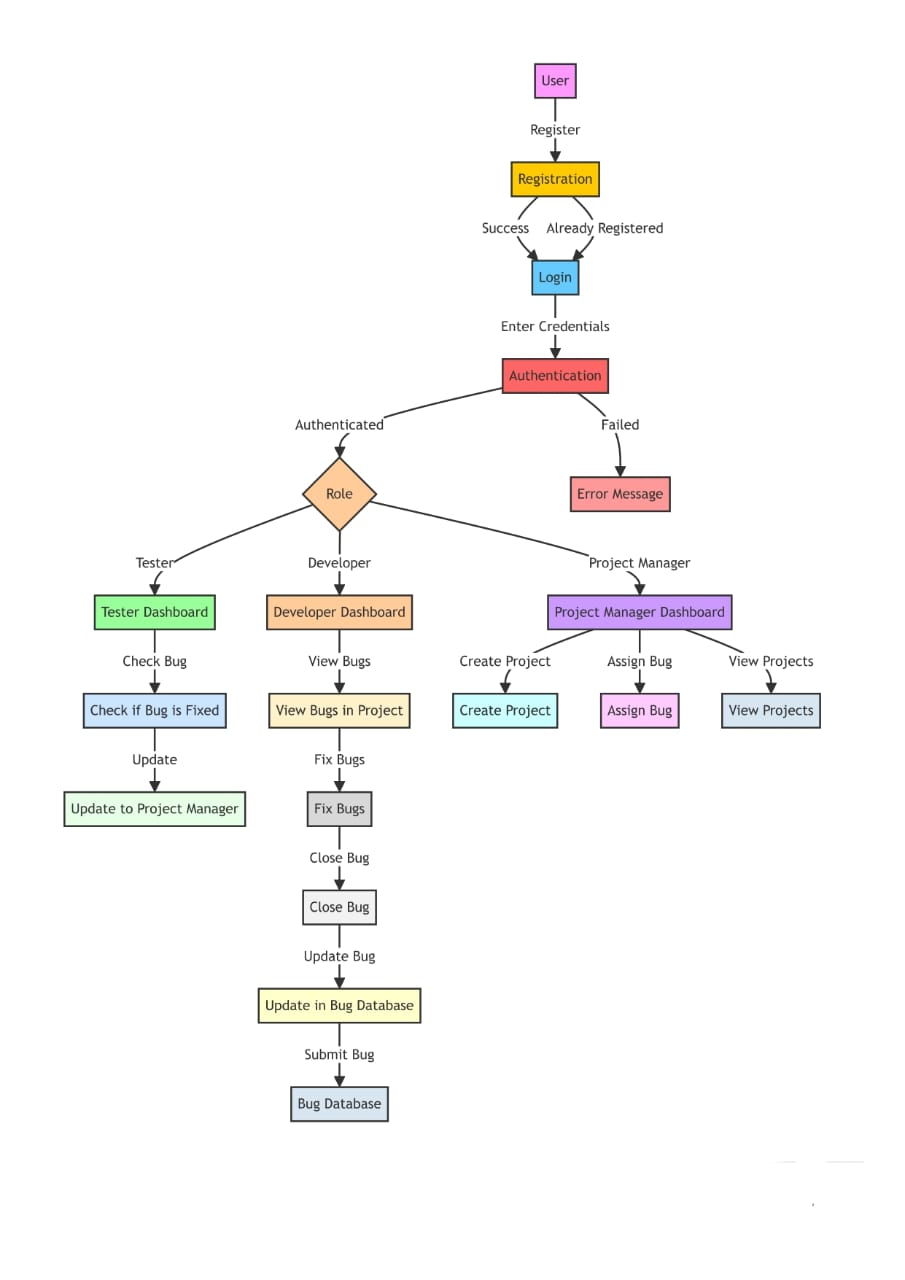 User
Register
Registration
Success Already Registered
Login
Enter Credentials
Authentication
Authenticated Failed
Role Error Message
Tester Developer Project Manager
Tester Dashboard Developer Dashboard Project Manager Dashboard
Check Bug View Bugs Create Project Assign Bug View Projects
Check if Bug is Fixed View Bugs in Project Create Project Assign Bug View Projects
Update Fix Bugs
Update to Project Manager Fix Bugs
Close Bug
Close Bug
Update Bug
Update in Bug Database
Submit Bug
Bug Database